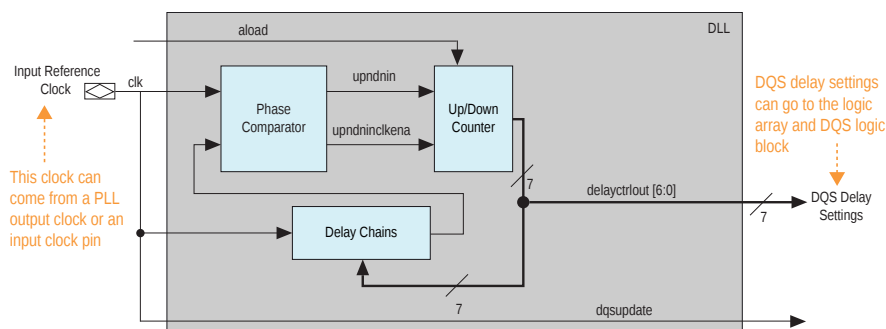 aload
DLL
Input Reference
Clock
clk
upndnin
Phase
Comparator
Up/Down
Counter
upndninclkena
DQS delay settings
can go to the logic
array and DQS logic
block
This clock can
come from a PLL
output clock or an
input clock pin
7
delayctrlout [6:0]
7
DQS Delay
Settings
Delay Chains
7
dqsupdate